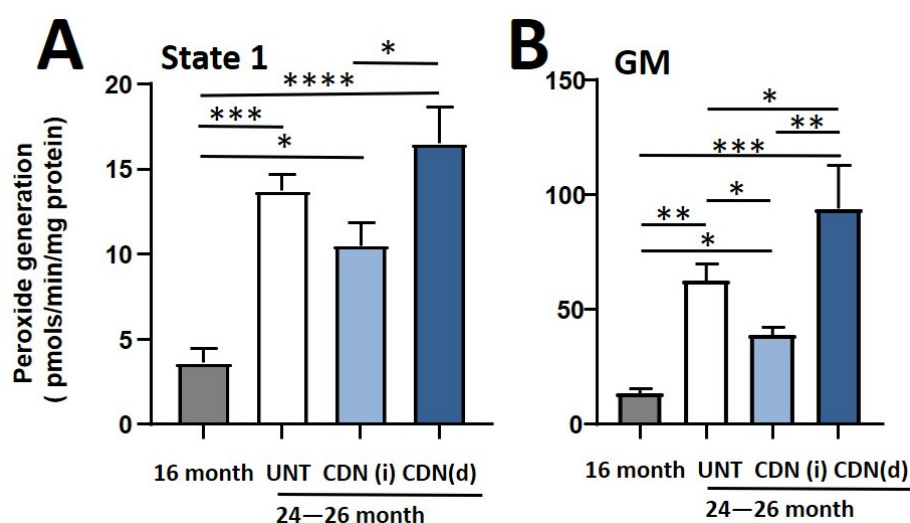 A
State 1
Peroxide generation
( pmols/min/mg protein)
20
15
10
5
0
*
****
***
*
16 month UNT CDN (i) CDN(d)
24—26 month
B
GM
150
100
50
0
*
**
***
*
**
*
16 month UNT CDN (i) CDN(d)
24—26 month